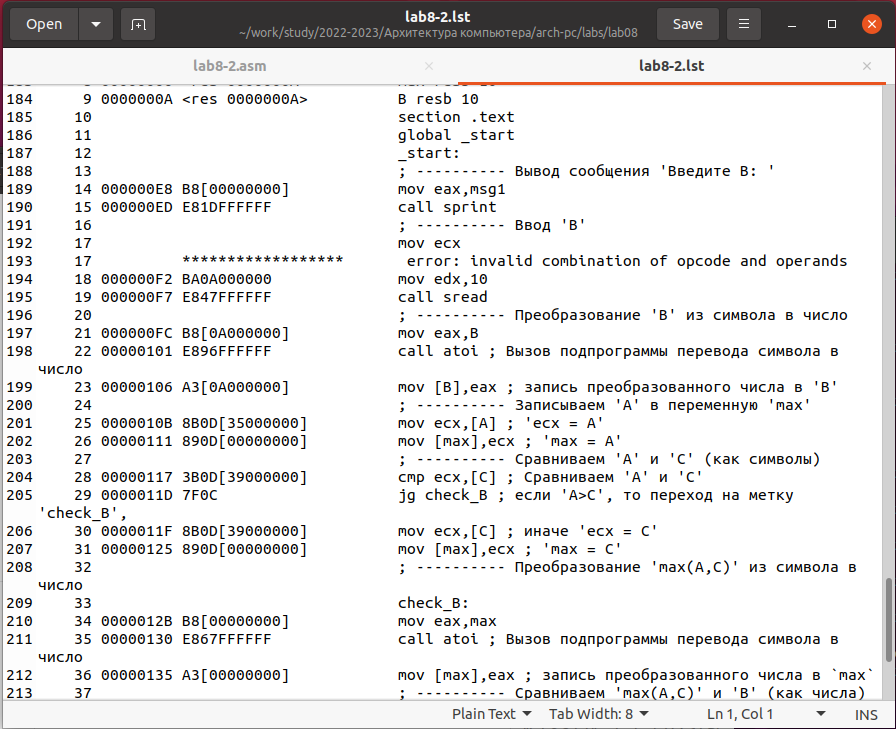 Open
lab8-2.lst
~/work/study/2022-2023/Архитектура компьютера/arch-pc/labs/lab08
Save
lab8-2.asm
lab8-2.lst
184 9 0000000A <res 0000000A> B resb 10
185 10 section .text
186 11 global _start
187 12 _start:
188 13 ; ---------- Вывод сообщения 'Введите B: '
189 14 000000E8 B8[00000000] mov eax,msg1
190 15 000000ED E81DFFFFFF call sprint
191 16 ; ---------- Ввод 'B'
192 17 mov ecx
193 17 ****************** error: invalid combination of opcode and operands
194 18 000000F2 BA0A000000 mov edx,10
195 19 000000F7 E847FFFFFF call sread
196 20 ; ---------- Преобразование 'B' из символа в число
197 21 000000FC B8[0A000000] mov eax,B
198 22 00000101 E896FFFFFF call atoi ; Вызов подпрограммы перевода символа в
число
199 23 00000106 A3[0A000000] mov [B],eax ; запись преобразованного числа в 'B'
200 24 ; ---------- Записываем 'A' в переменную 'max'
201 25 0000010B 8B0D[35000000] mov ecx,[A] ; 'ecx = A'
202 26 00000111 890D[00000000] mov [max],ecx ; 'max = A'
203 27 ; ---------- Сравниваем 'A' и 'С' (как символы)
204 28 00000117 3B0D[39000000] cmp ecx,[C] ; Сравниваем 'A' и 'С'
205 29 0000011D 7F0C jg check_B ; если 'A>C', то переход на метку
'check_B',
206 30 0000011F 8B0D[39000000] mov ecx,[C] ; иначе 'ecx = C'
207 31 00000125 890D[00000000] mov [max],ecx ; 'max = C'
208 32 ; ---------- Преобразование 'max(A,C)' из символа в
число
209 33 check_B:
210 34 0000012B B8[00000000] mov eax,max
211 35 00000130 E867FFFFFF call atoi ; Вызов подпрограммы перевода символа в
число
212 36 00000135 A3[00000000] mov [max],eax ; запись преобразованного числа в `max`
213 37 ; ---------- Сравниваем 'max(A,C)' и 'B' (как числа)
Plain Text Tab Width: 8 Ln 1, Col 1 INS